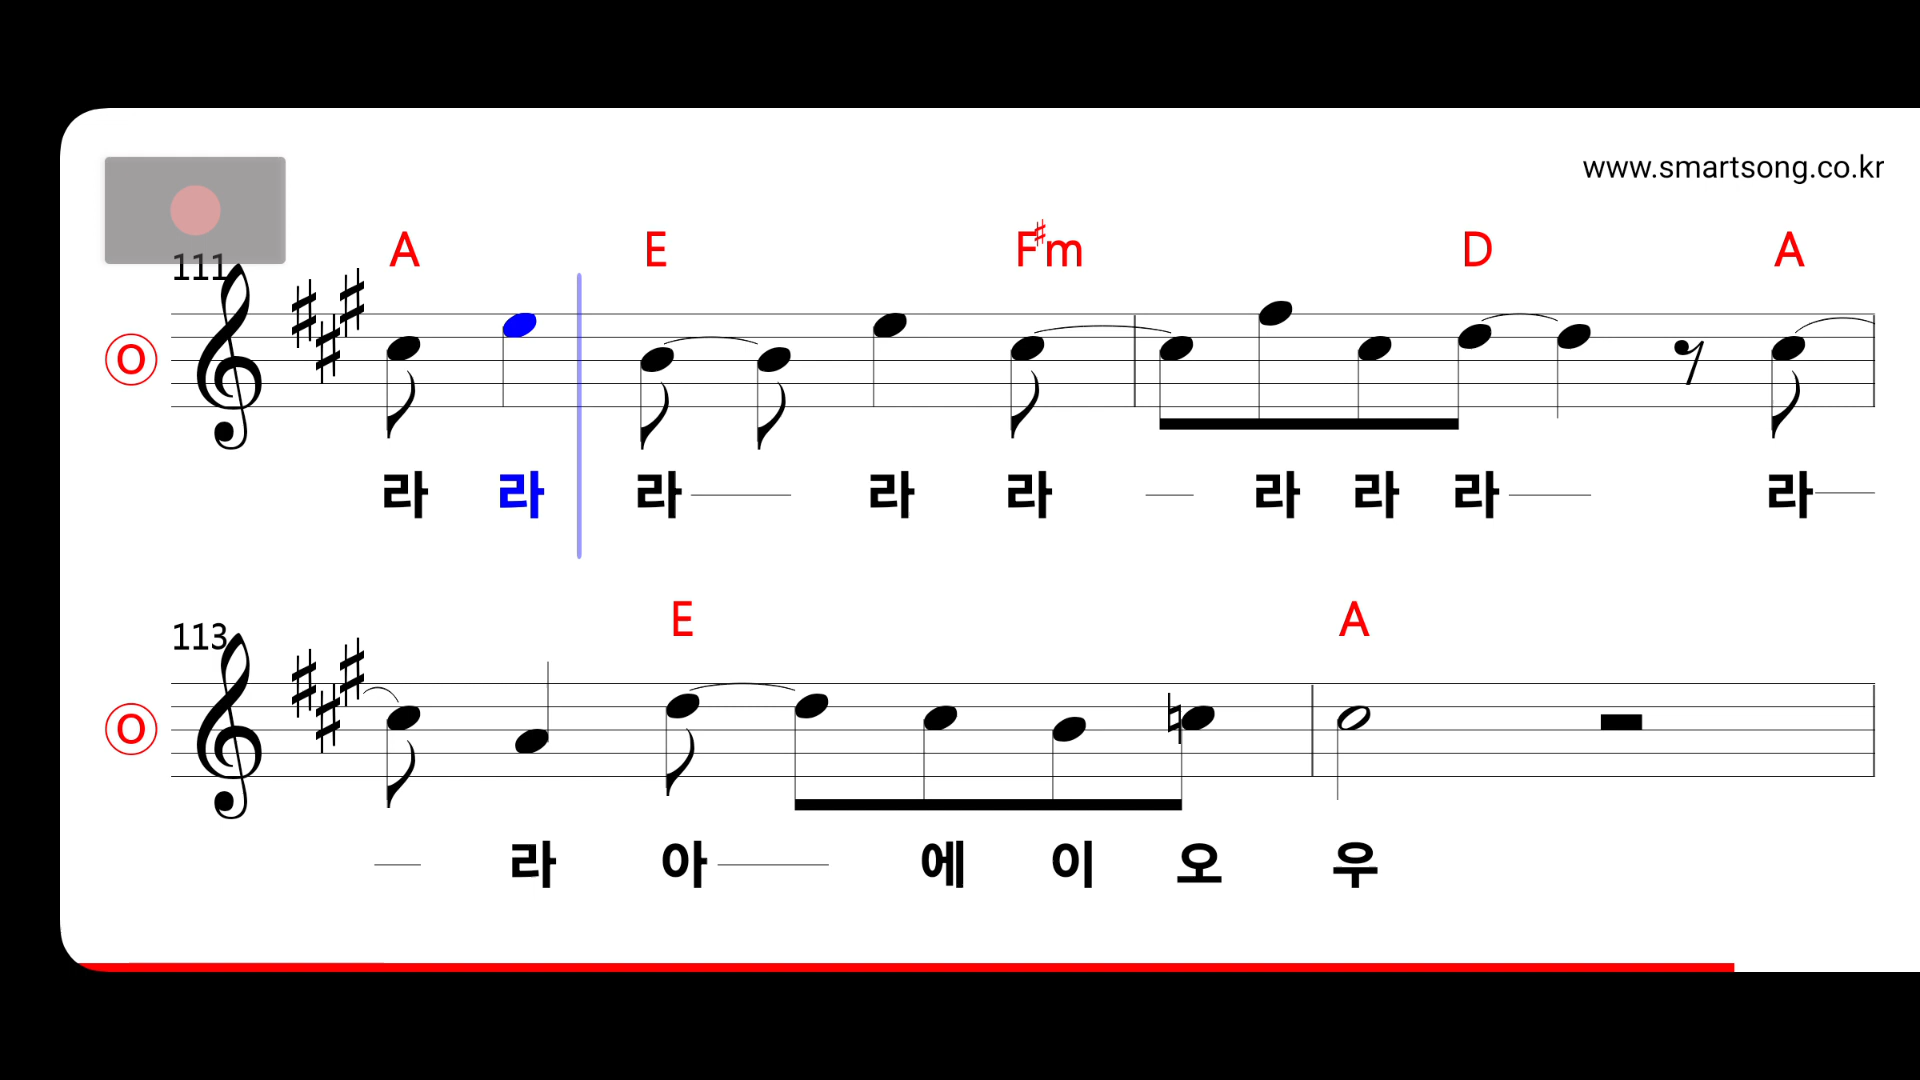 www.smartsong.co.kr
A E F♯m D A
111
O
라 라 라 라 라 라 라 라 라
E A
113
O
라 아 에 이 오 우